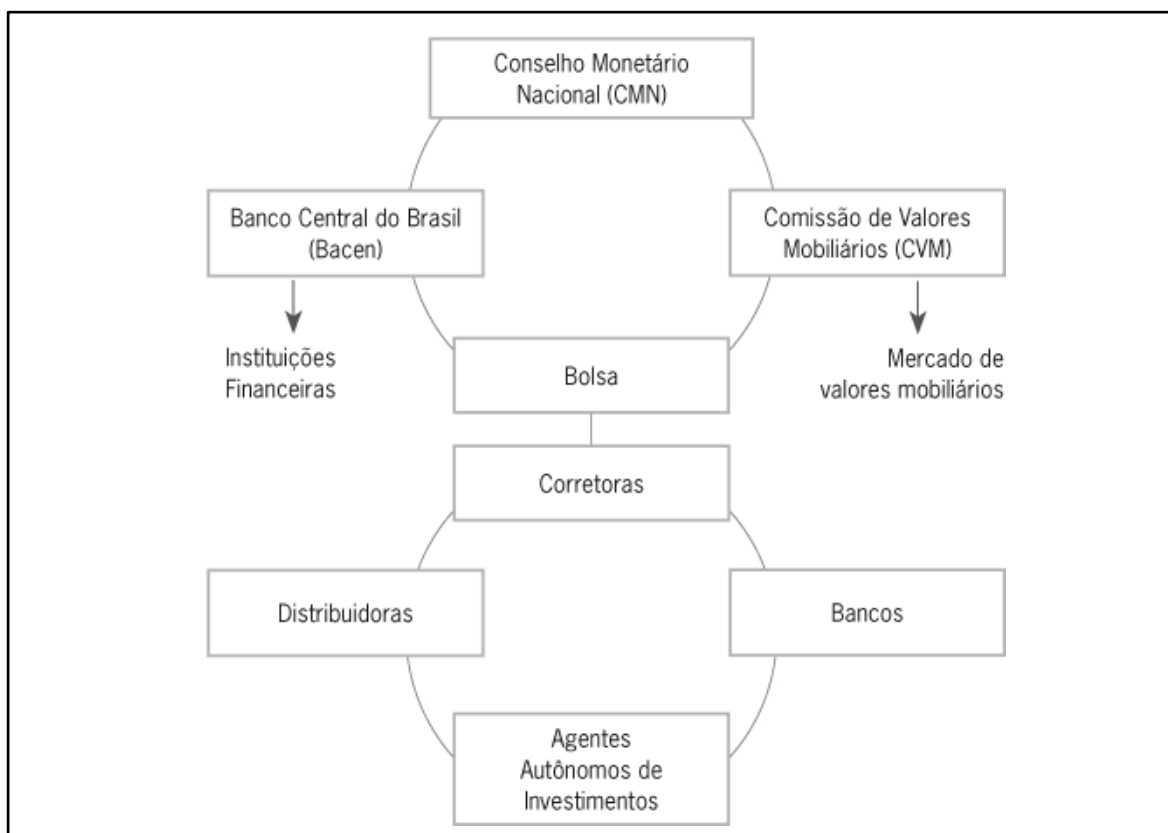 Conselho Monetário
Nacional (CMN)
Banco Central do Brasil
(Bacen)
Comissão de Valores
Mobiliários (CVM)
Instituições
Financeiras
Bolsa
Mercado de
valores mobiliários
Corretoras
Distribuidoras
Bancos
Agentes
Autônomos de
Investimentos